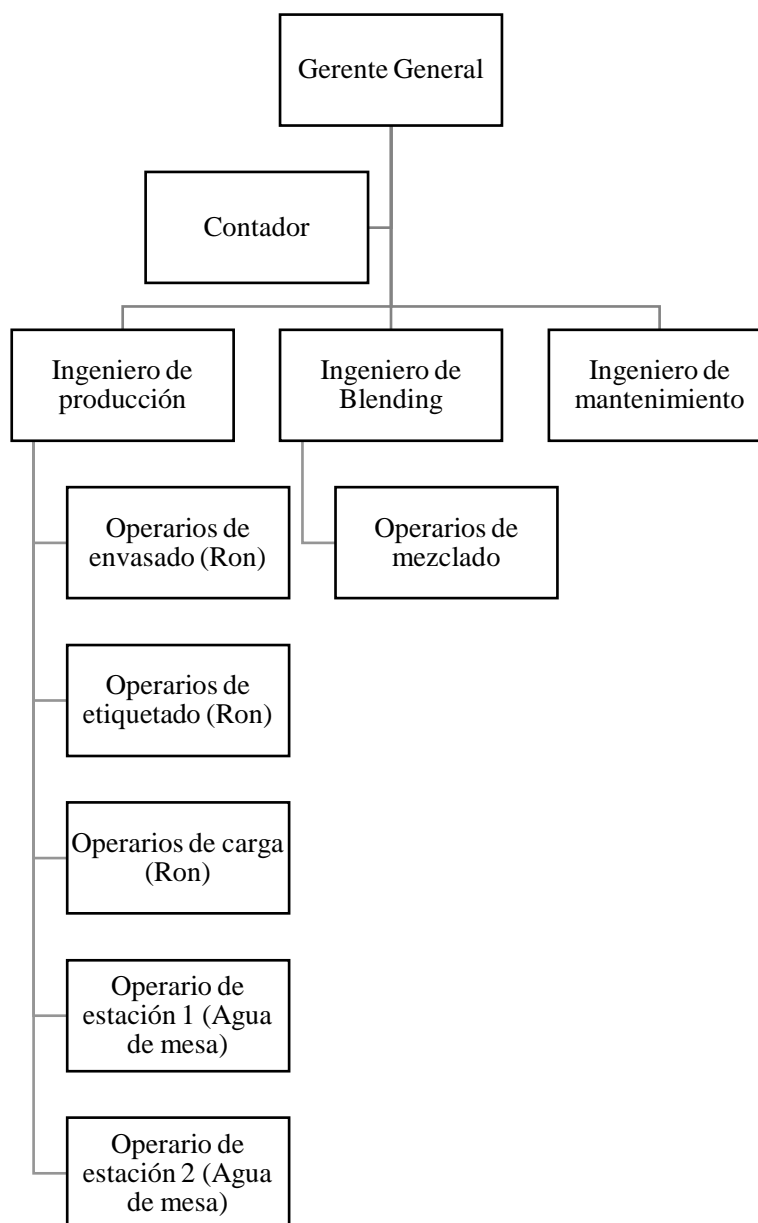 Gerente General
Contador
Ingeniero de
producción
Ingeniero de
Blending
Ingeniero de
mantenimiento
Operarios de
envasado (Ron)
Operarios de
mezclado
Operarios de
etiquetado (Ron)
Operarios de carga
(Ron)
Operario de
estación 1 (Agua
de mesa)
Operario de
estación 2 (Agua
de mesa)